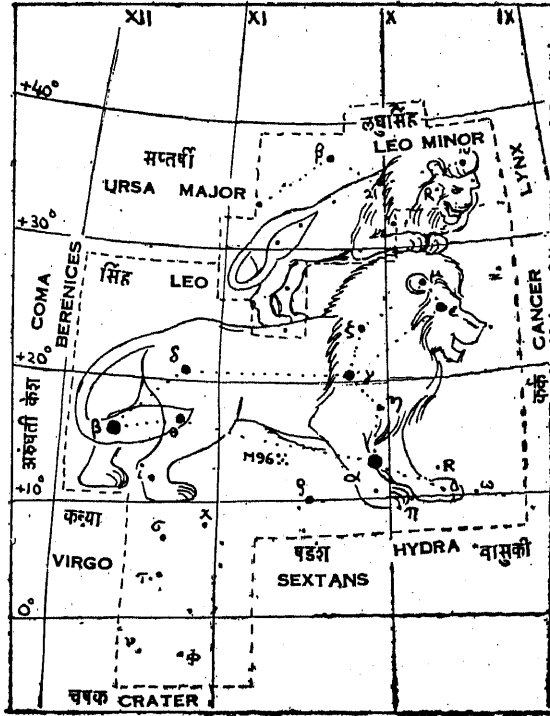 XII XI X IX
+40°
लघुसिंह
LEO MINOR
सप्तर्षी
URSA MAJOR
β
R
LYNX
+30°
COMA
BERENICES
सिंह LEO
CANCER
कर्क
ε
ξ
+20°
δ
γ
η
अरुंधती केश
β
θ
M96
α
R
+10°
ρ
π
ω
कन्या
σ
χ
VIRGO
षडंश
SEXTANS
HYDRA वासुकी
τ
0°
ν
φ
चषक CRATER